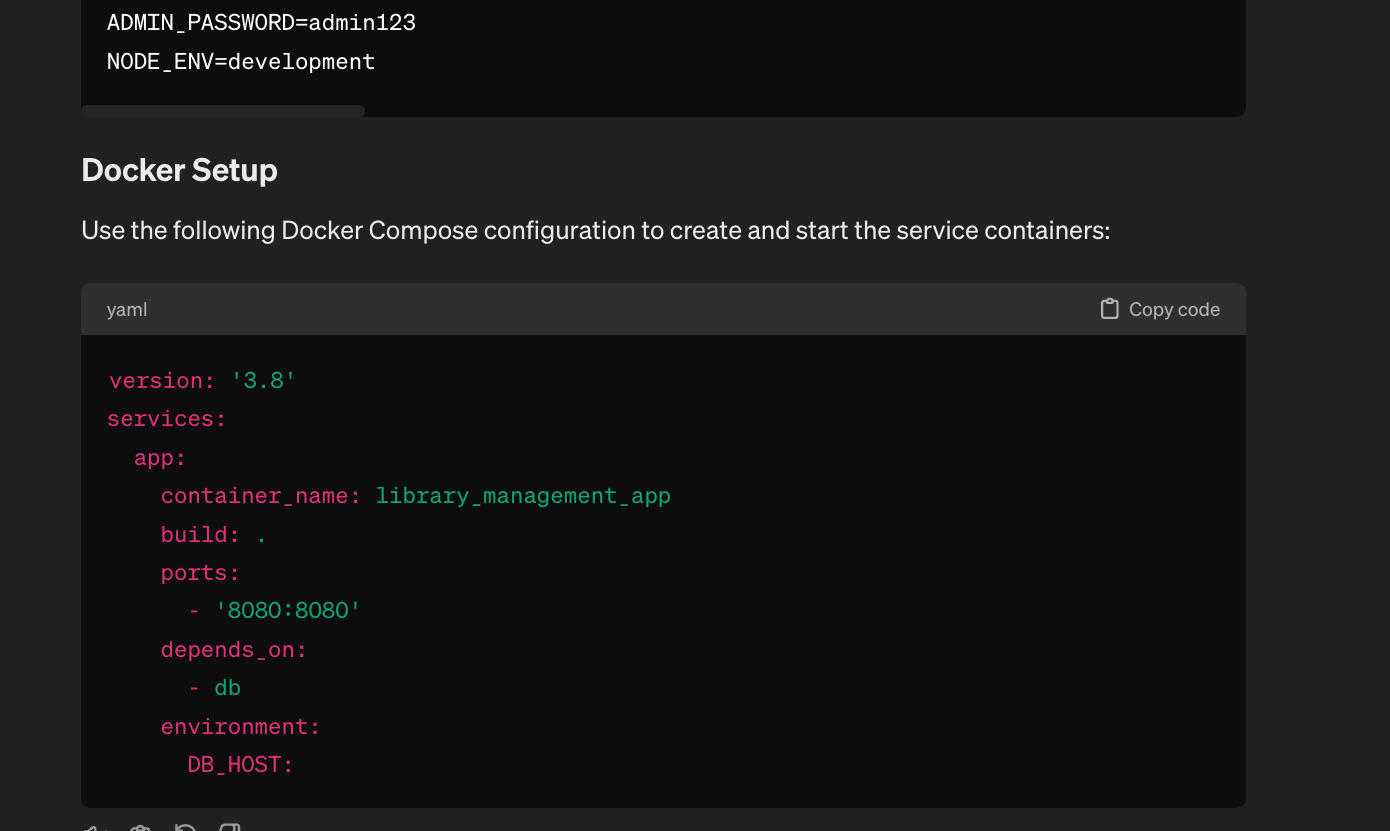 ADMIN_PASSWORD=admin123
NODE_ENV=development
Docker Setup
Use the following Docker Compose configuration to create and start the service containers:
yaml
Copy code
version: '3.8'
services:
  app:
    container_name: library_management_app
    build: .
    ports:
      - '8080:8080'
    depends_on:
      - db
    environment:
      DB_HOST: